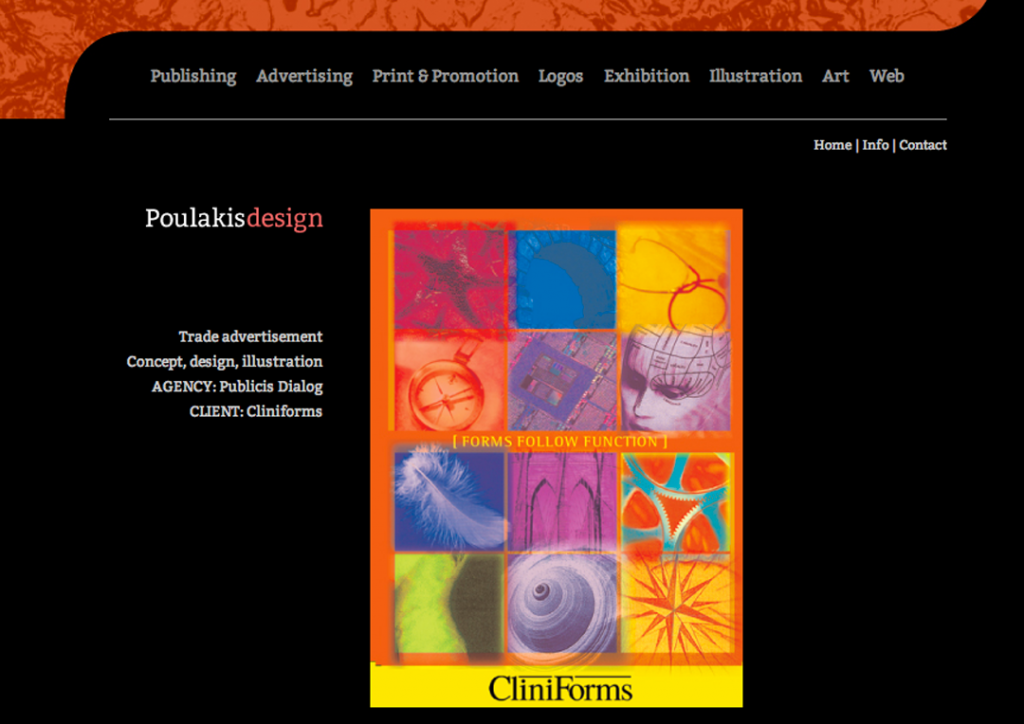 Publishing Advertising Print & Promotion Logos Exhibition Illustration Art Web
Home | Info | Contact
Poulakisdesign
Trade advertisement
Concept, design, illustration
AGENCY: Publicis Dialog
CLIENT: Cliniforms
[ FORMS FOLLOW FUNCTION ]
CliniForms